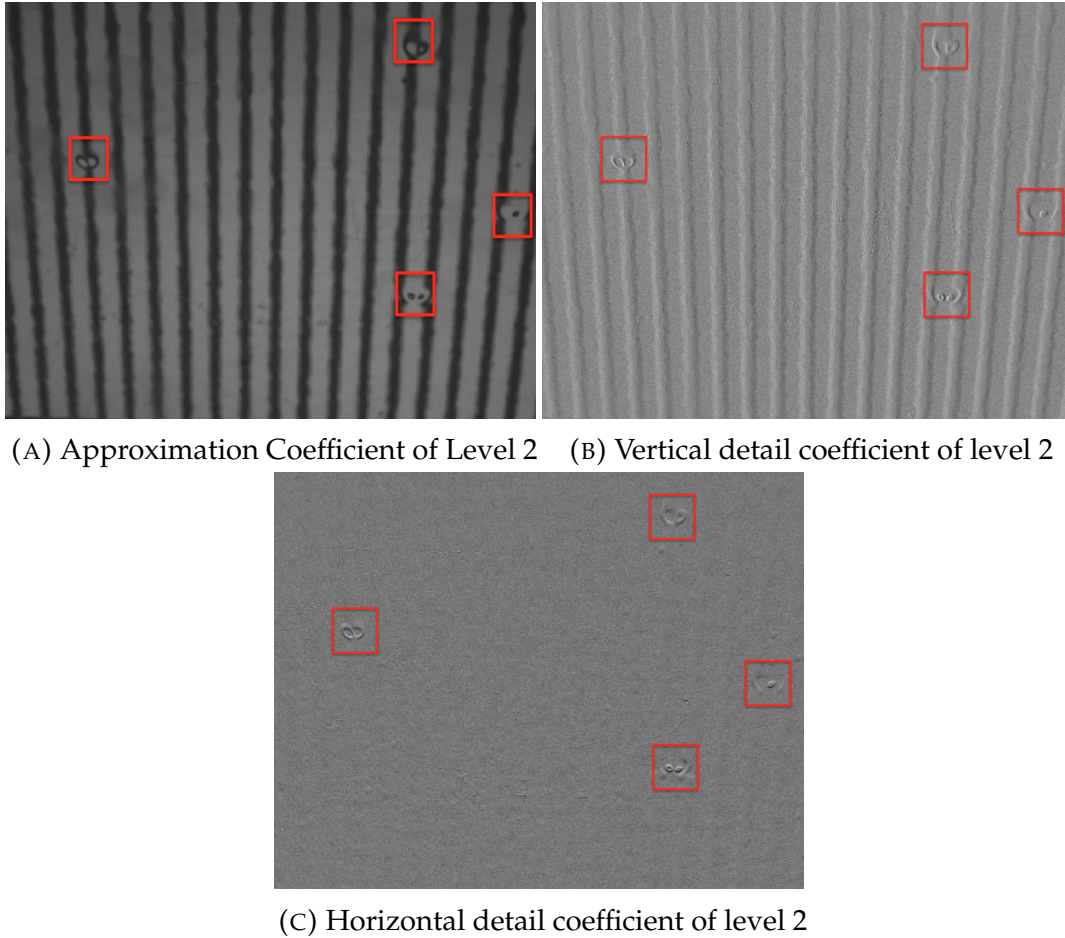 (A) Approximation Coefficient of Level 2
(B) Vertical detail coefficient of level 2
(C) Horizontal detail coefficient of level 2